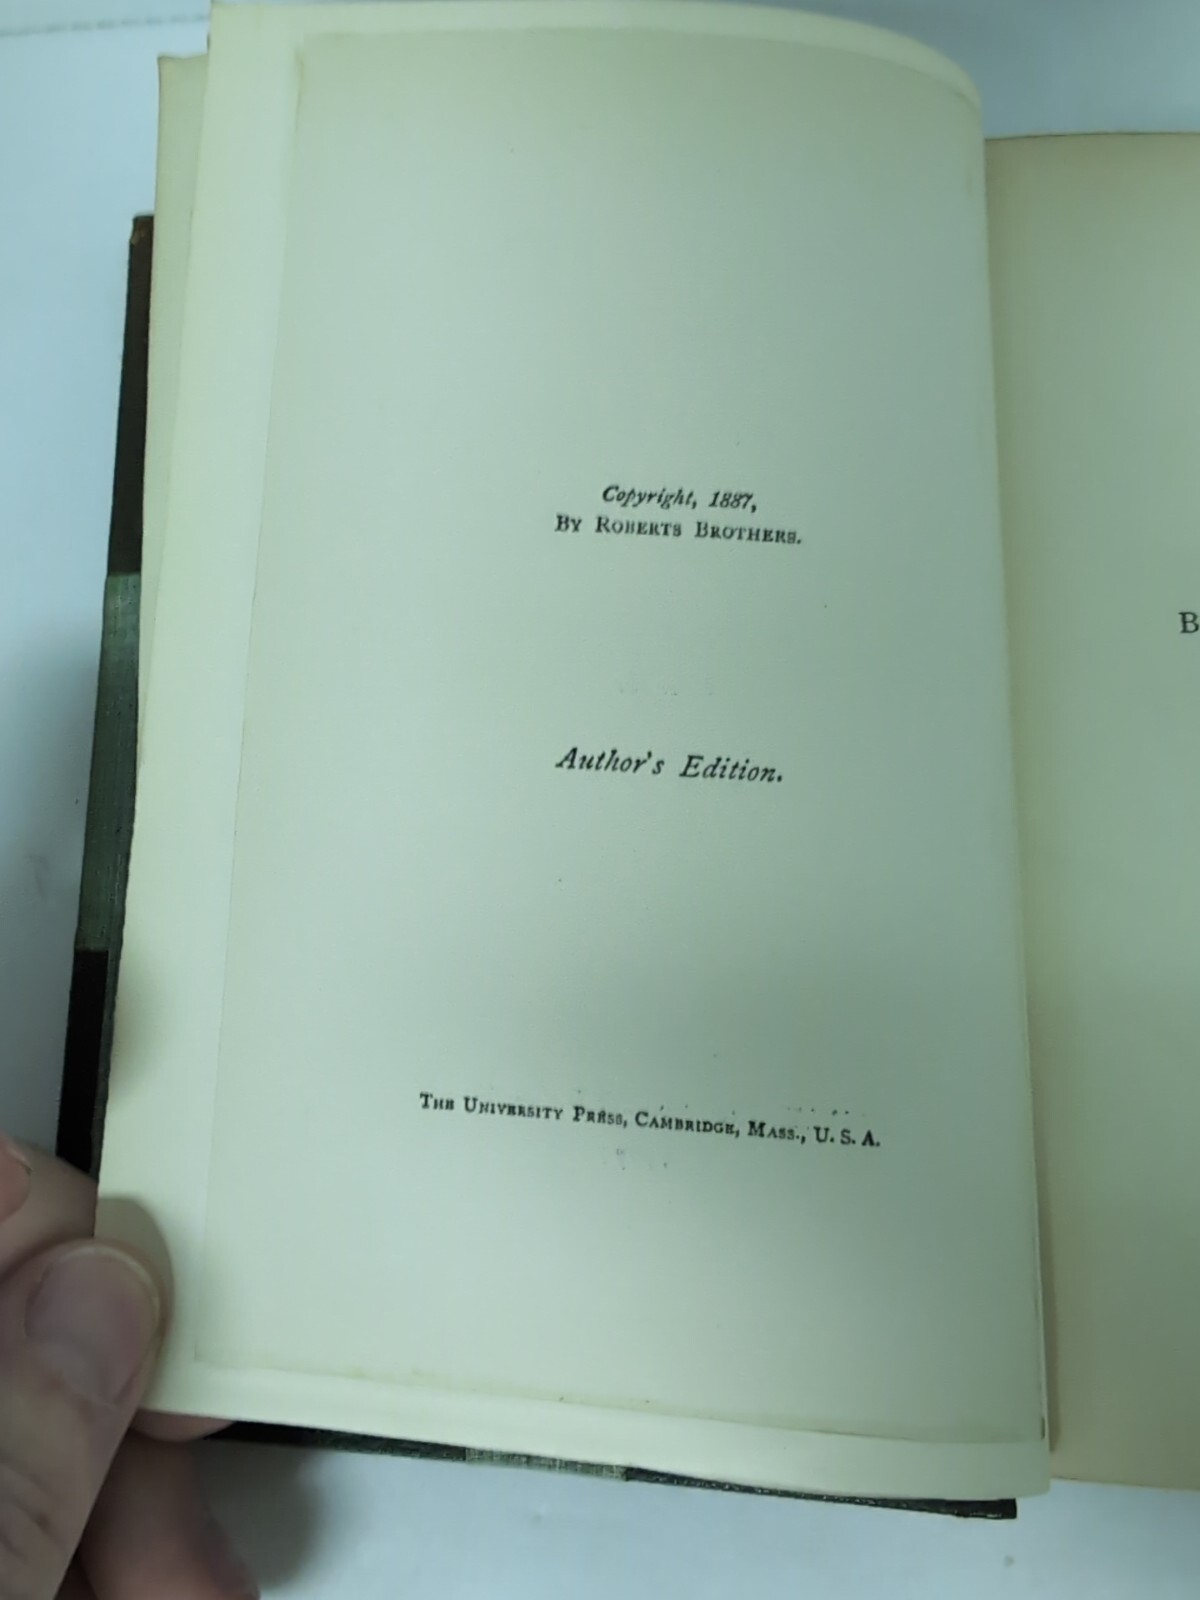 Copyright, 1887,
By Roberts Brothers.
Author's Edition.
The University Press, Cambridge, Mass., U. S. A.
B